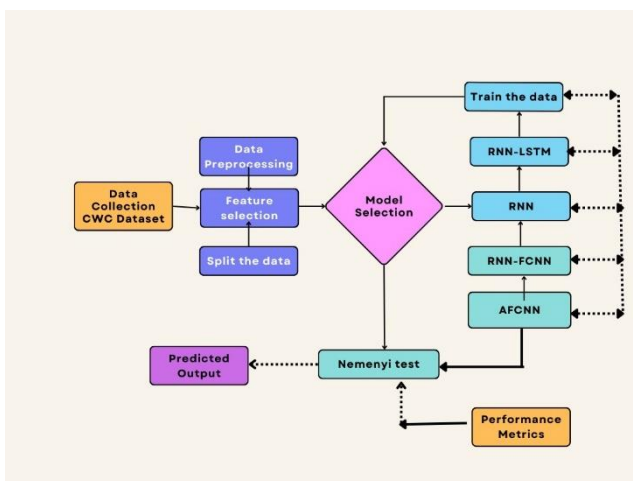 Train the data
Data
Preprocessing
RNN-LSTM
Data
Collection
CWC Dataset
Feature
selection
Model
Selection
RNN
Split the data
RNN-FCNN
AFCNN
Predicted
Output
Nemenyi test
Performance
Metrics